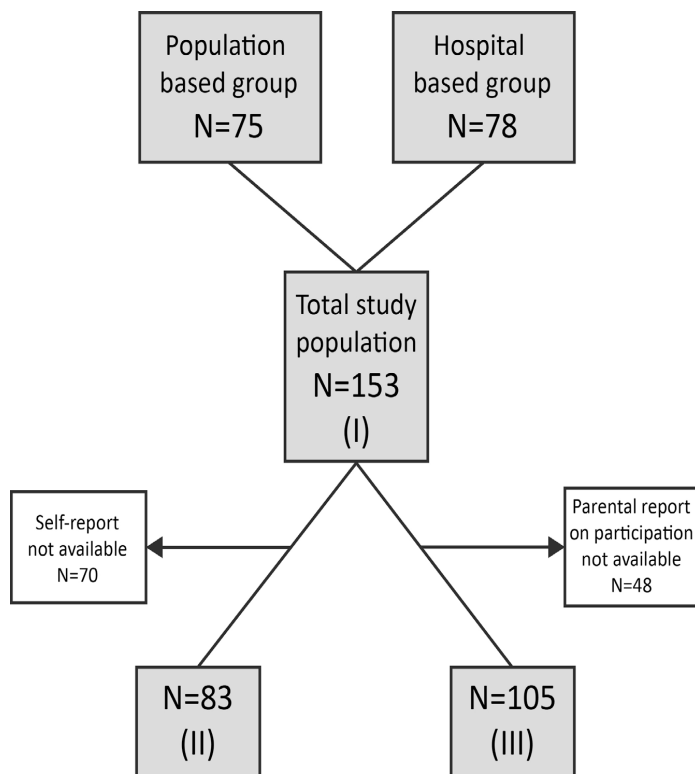 Population
based group
N=75
Hospital
based group
N=78
Total study
population
N=153
(I)
Self-report
not available
N=70
Parental report
on participation
not available
N=48
N=83
(II)
N=105
(III)